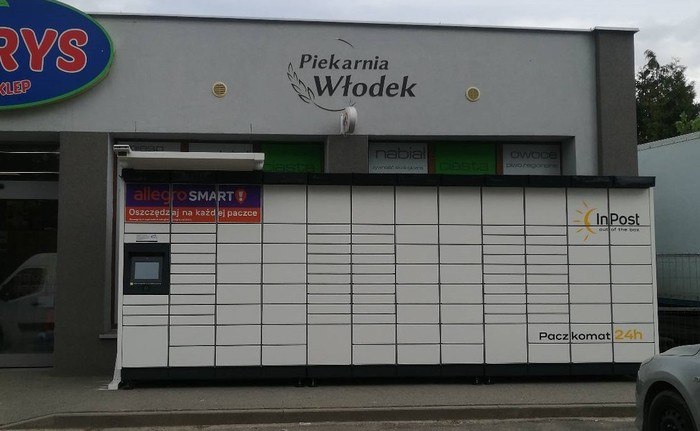 RYS
KLEP
Piekarnia
Włodek
nabiał
owoce
allegro SMART!
Oszczędzaj na każdej paczce
InPost
out of the box
Paczkomat 24h